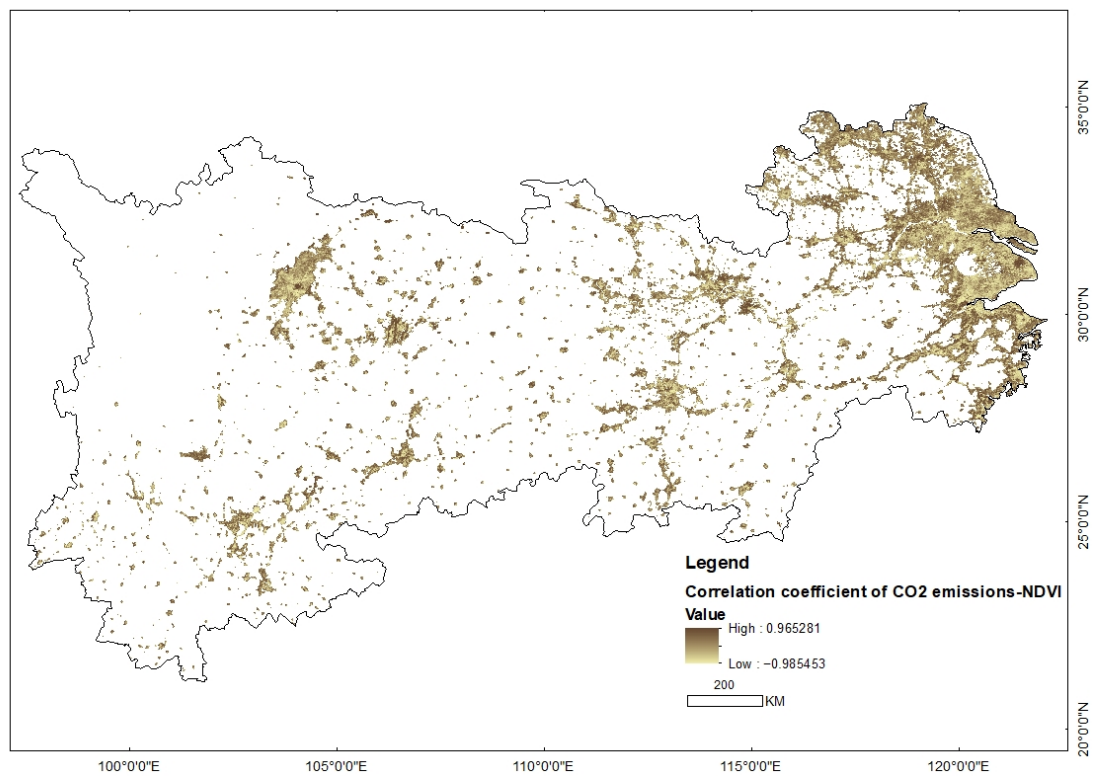 35°0'0"N
30°0'0"N
25°0'0"N
20°0'0"N
Legend
Correlation coefficient of CO2 emissions-NDVI
Value
High : 0.965281
Low : −0.985453
200
KM
100°0'0"E
105°0'0"E
110°0'0"E
115°0'0"E
120°0'0"E